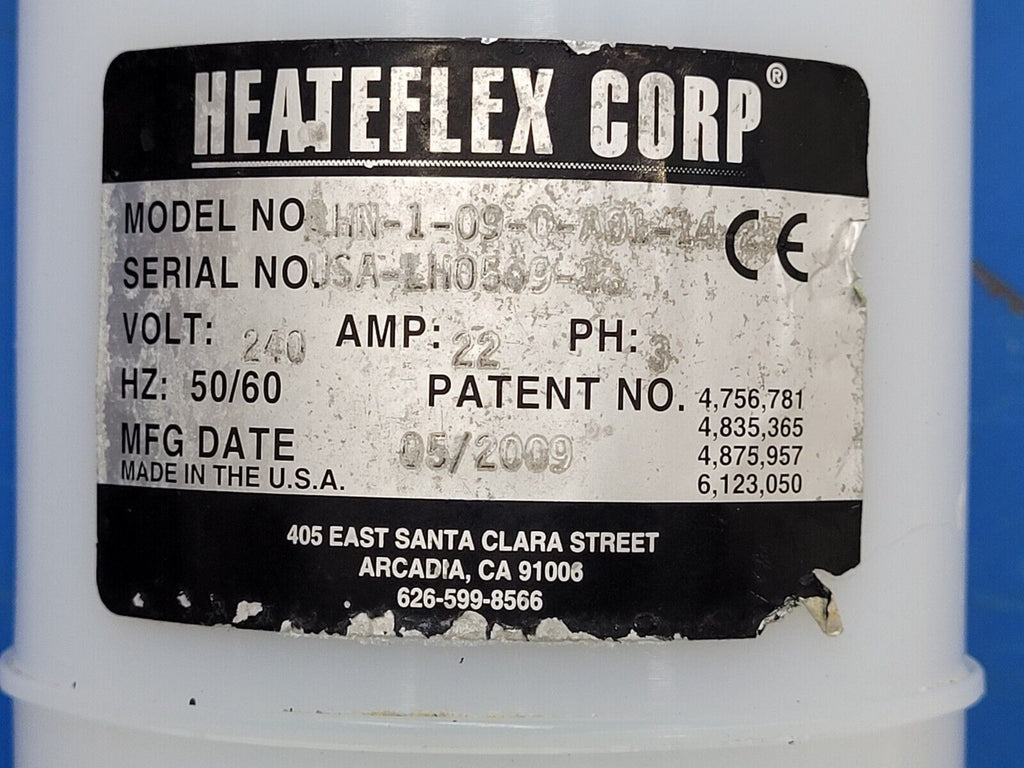 HEATEFLEX CORP®
MODEL NO
CE
SERIAL NO.
VOLT: 240 AMP: 22 PH: 3
HZ: 50/60 PATENT NO. 4,756,781
4,835,365
MFG DATE 05/2009 4,875,957
MADE IN THE U.S.A. 6,123,050
405 EAST SANTA CLARA STREET
ARCADIA, CA 91006
626-599-8566